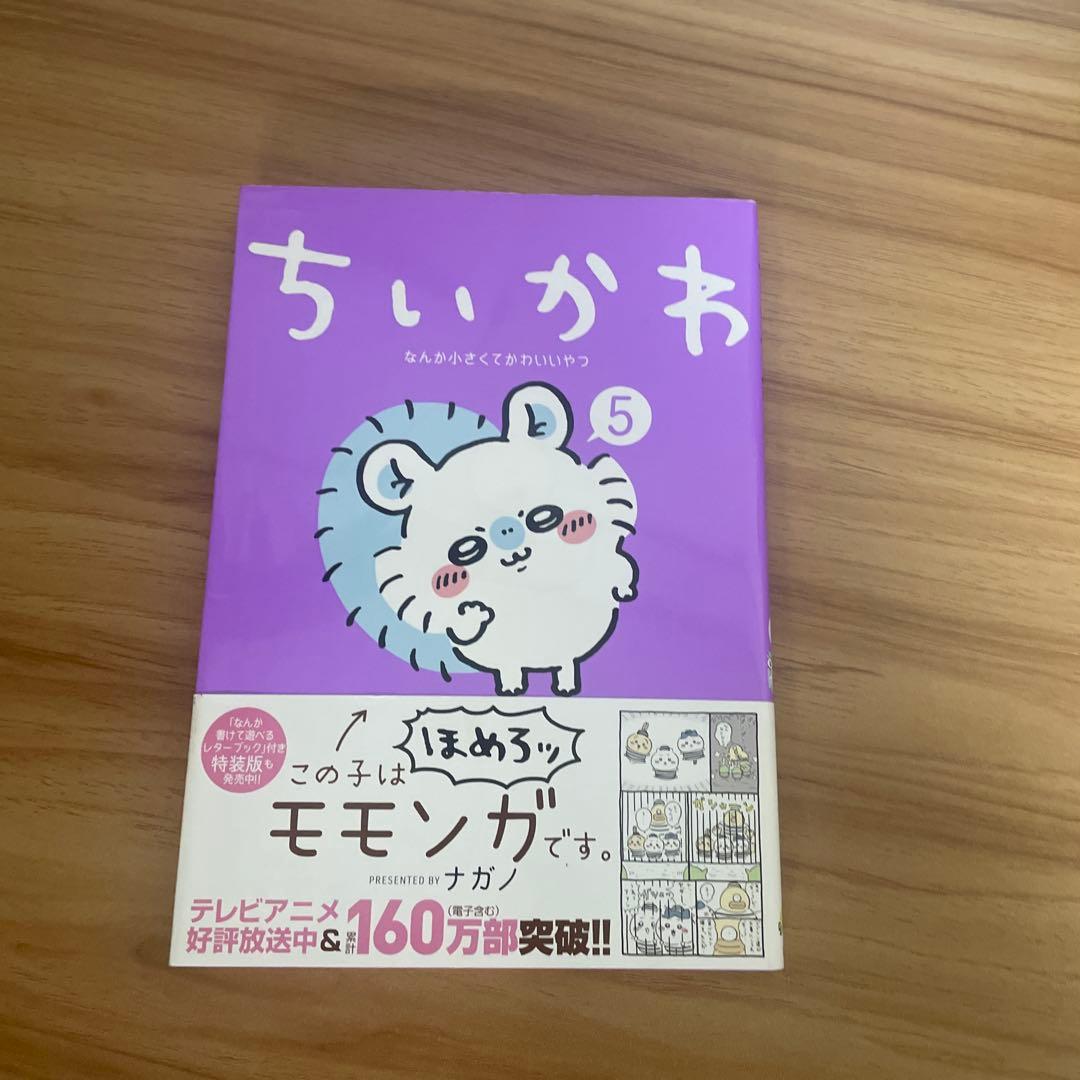 ちいかわ
なんか小さくてかわいいやつ
5
「なんか
書けて遊べる
レターブック」付き
特装版も
発売中!!
ほめろッ
この子は
モモンガです。
PRESENTED BY ナガノ
テレビアニメ
好評放送中&累計160万部突破!!
(電子含む)